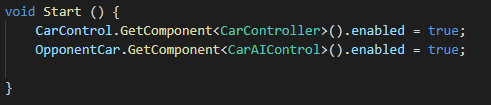 void Start () {
    CarControl.GetComponent<CarController>().enabled = true;
    OpponentCar.GetComponent<CarAIControl>().enabled = true;
}